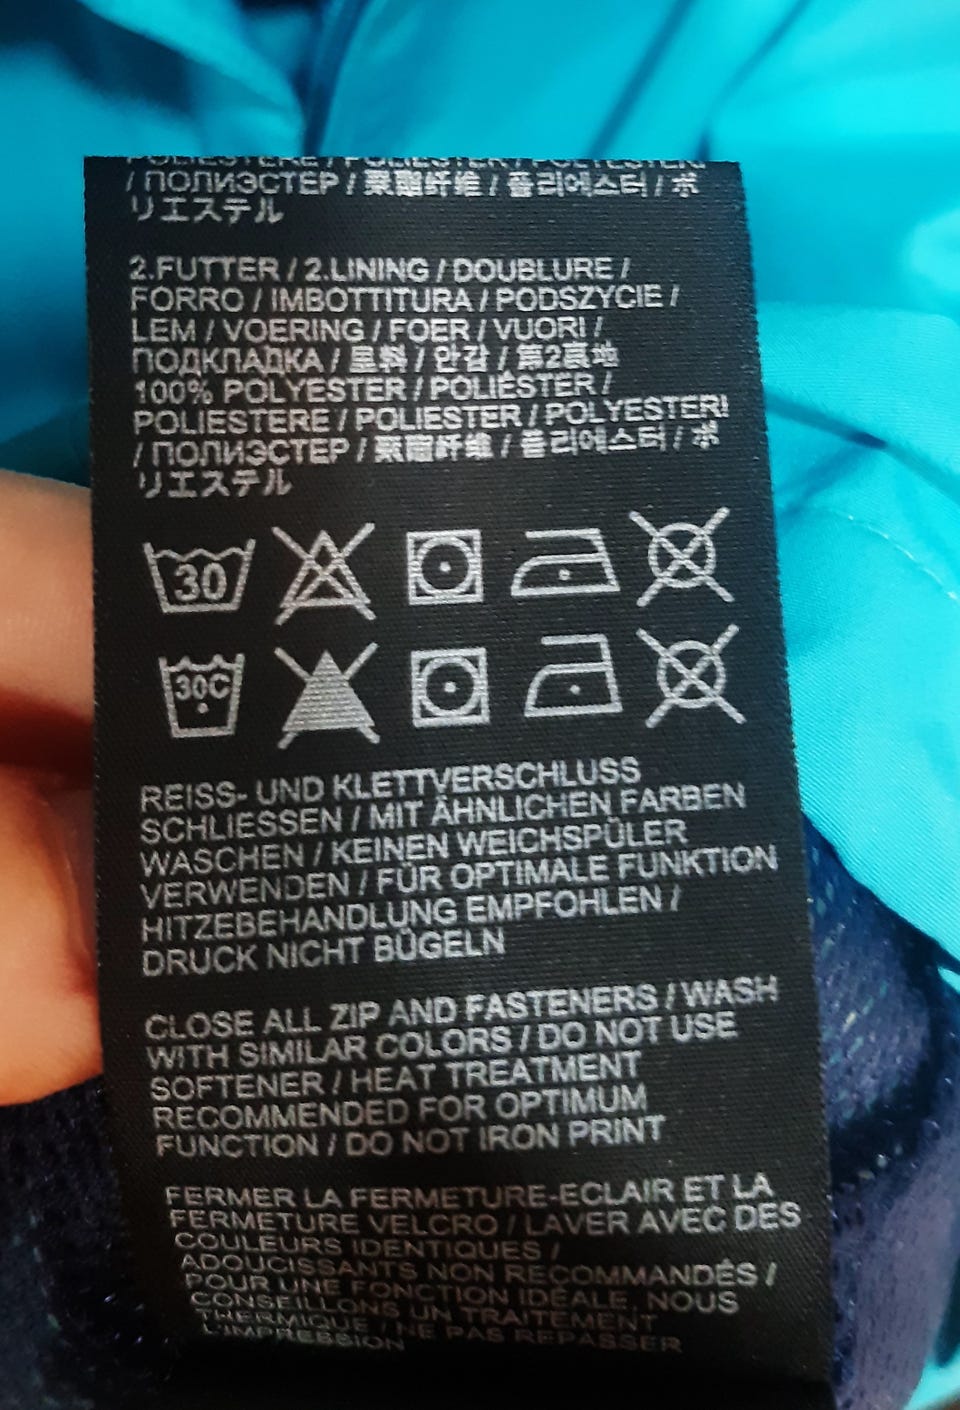 POLIESTERE / POLIESTER / POLYESTERI
/ ПОЛИЭСТЕР / 聚酯纤维 / 폴리에스터 / ポ
リエステル
2.FUTTER / 2.LINING / DOUBLURE /
FORRO / IMBOTTITURA / PODSZYCIE /
LEM / VOERING / FOER / VUORI /
ПОДКЛАДКА / 里料 / 안감 / 第2裏地
100% POLYESTER / POLIÉSTER /
POLIESTERE / POLIESTER / POLYESTERI
/ ПОЛИЭСТЕР / 聚酯纤维 / 폴리에스터 / ポ
リエステル
30
30C
REISS- UND KLETTVERSCHLUSS
SCHLIESSEN / MIT ÄHNLICHEN FARBEN
WASCHEN / KEINEN WEICHSPÜLER
VERWENDEN / FÜR OPTIMALE FUNKTION
HITZEBEHANDLUNG EMPFOHLEN /
DRUCK NICHT BÜGELN
CLOSE ALL ZIP AND FASTENERS / WASH
WITH SIMILAR COLORS / DO NOT USE
SOFTENER / HEAT TREATMENT
RECOMMENDED FOR OPTIMUM
FUNCTION / DO NOT IRON PRINT
FERMER LA FERMETURE-ECLAIR ET LA
FERMETURE VELCRO / LAVER AVEC DES
COULEURS IDENTIQUES /
ADOUCISSANTS NON RECOMMANDÉS /
POUR UNE FONCTION IDÉALE, NOUS
CONSEILLONS UN TRAITEMENT
THERMIQUE / NE PAS REPASSER
L'IMPRESSION